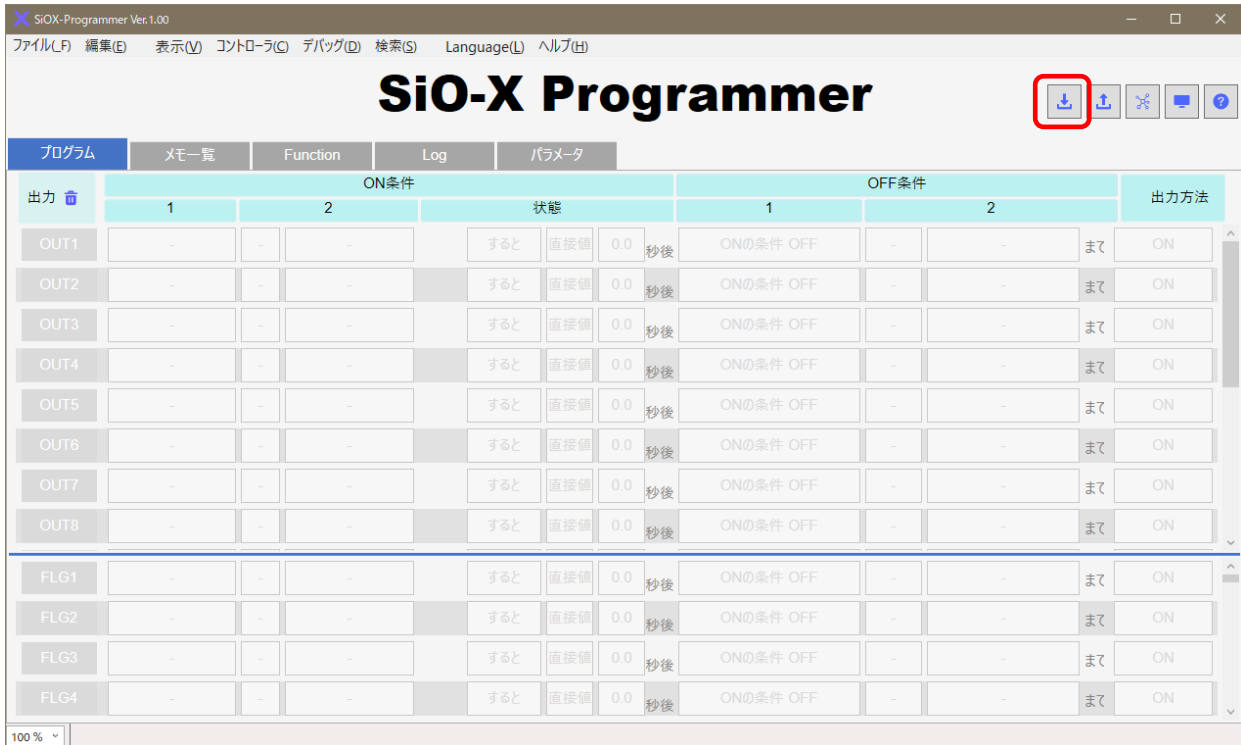 SiOX-Programmer Ver.1.00
ファイル(_F) 編集(E) 表示(V) コントローラ(C) デバッグ(D) 検索(S) Language(L) ヘルプ(H)
SiO-X Programmer
プログラム メモ一覧 Function Log パラメータ
出力 ON条件 OFF条件 出力方法
1 2 状態 1 2
OUT1 - - - すると 直接値 0.0 秒後 ONの条件 OFF - - まで ON
OUT2 - - - すると 直接値 0.0 秒後 ONの条件 OFF - - まで ON
OUT3 - - - すると 直接値 0.0 秒後 ONの条件 OFF - - まで ON
OUT4 - - - すると 直接値 0.0 秒後 ONの条件 OFF - - まで ON
OUT5 - - - すると 直接値 0.0 秒後 ONの条件 OFF - - まで ON
OUT6 - - - すると 直接値 0.0 秒後 ONの条件 OFF - - まで ON
OUT7 - - - すると 直接値 0.0 秒後 ONの条件 OFF - - まで ON
OUT8 - - - すると 直接値 0.0 秒後 ONの条件 OFF - - まで ON
FLG1 - - - すると 直接値 0.0 秒後 ONの条件 OFF - - まで ON
FLG2 - - - すると 直接値 0.0 秒後 ONの条件 OFF - - まで ON
FLG3 - - - すると 直接値 0.0 秒後 ONの条件 OFF - - まで ON
FLG4 - - - すると 直接値 0.0 秒後 ONの条件 OFF - - まで ON
100 %